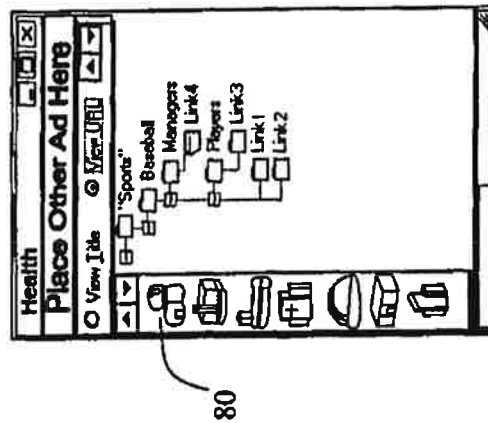 Health
Place Other Ad Here
View Title View URL
"Sports"
Baseball
Managers
Link4
Players
Link3
Link1
Link2
80